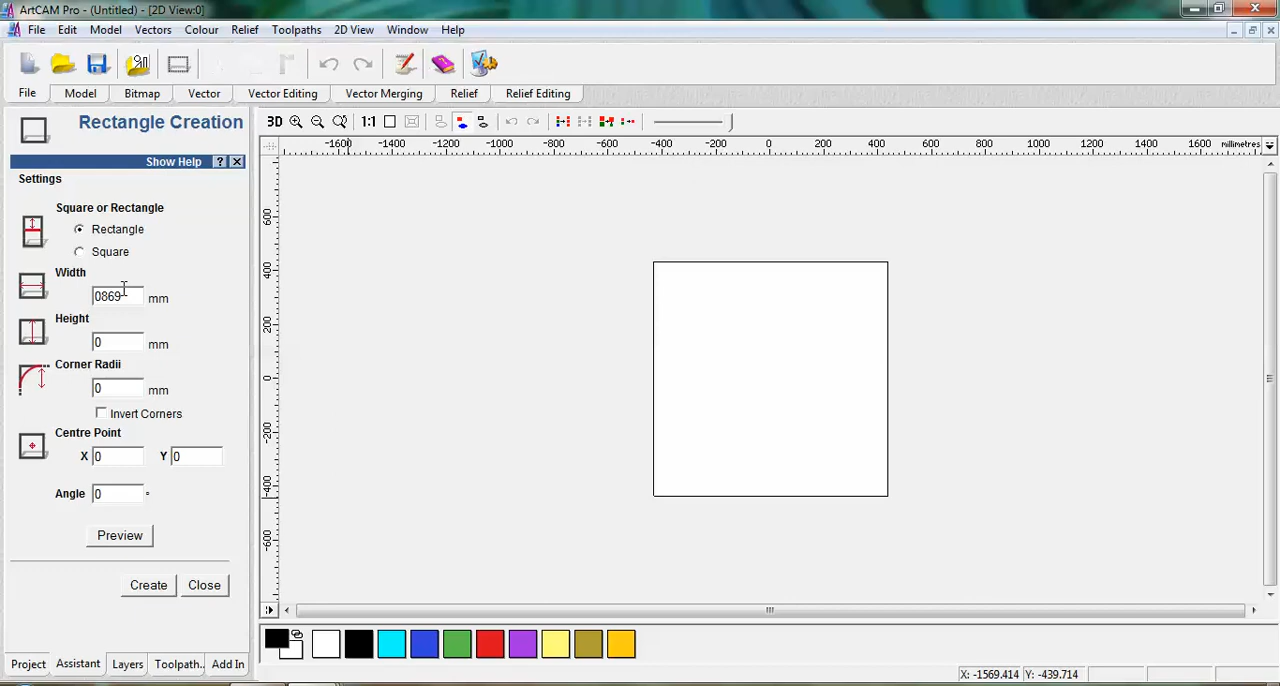 ArtCAM Pro - (Untitled) - [2D View:0]
File Edit Model Vectors Colour Relief Toolpaths 2D View Window Help
File Model Bitmap Vector Vector Editing Vector Merging Relief Relief Editing
Rectangle Creation
Show Help ? X
Settings
Square or Rectangle
Rectangle
Square
Width
0869 mm
Height
0 mm
Corner Radii
0 mm
Invert Corners
Centre Point
X 0 Y 0
Angle 0 °
Preview
Create Close
Project Assistant Layers Toolpath.. Add In
3D 1:1
-1600 -1400 -1200 -1000 -800 -600 -400 -200 0 200 400 600 800 1000 1200 1400 1600 millimetres
600
400
200
0
-200
-400
-600
X: -1569.414 Y: -439.714